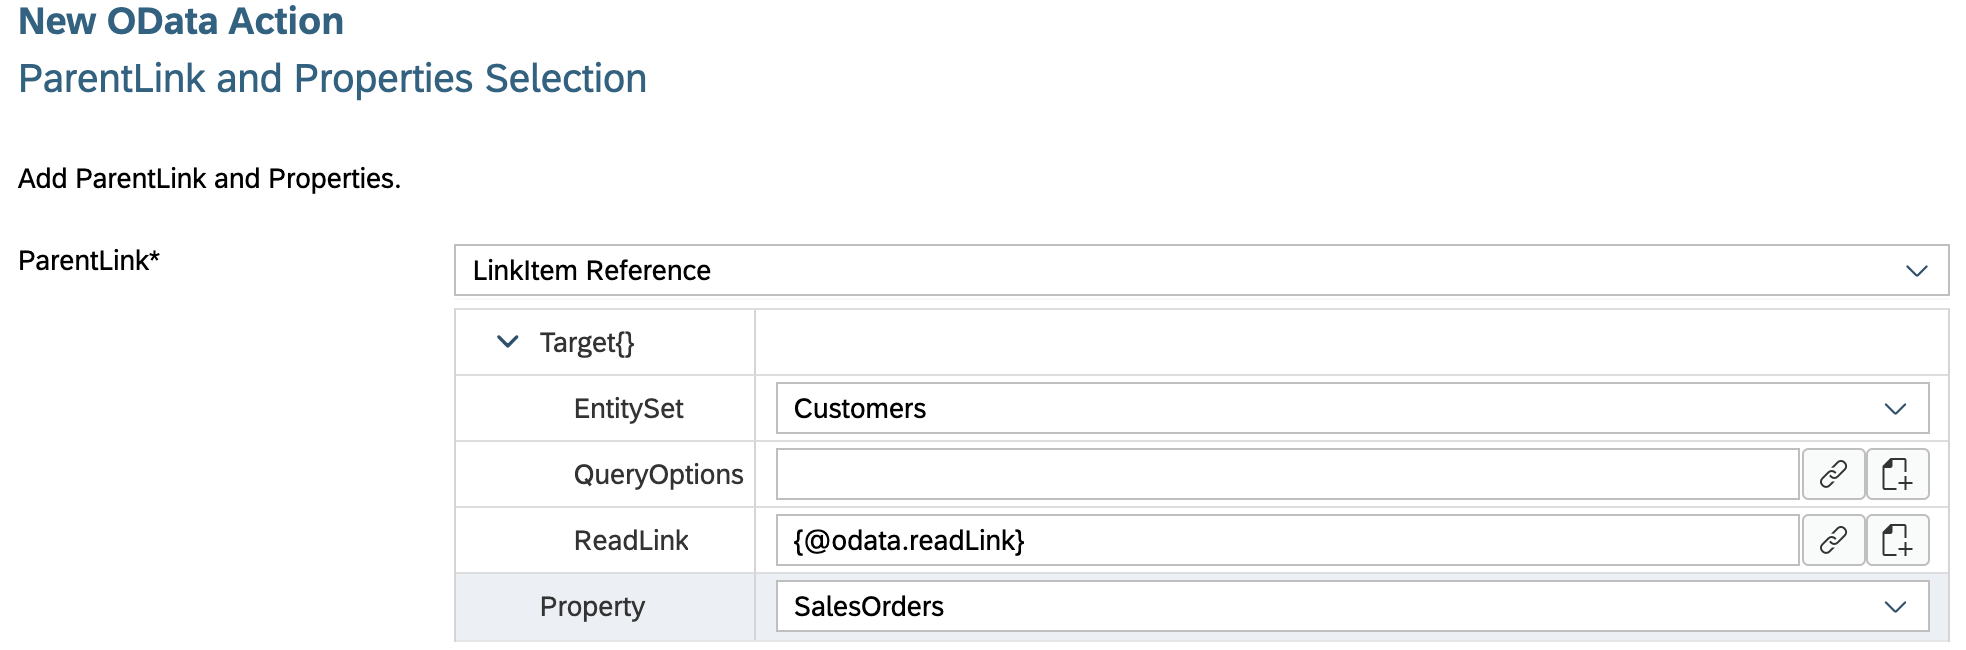 New OData Action
ParentLink and Properties Selection
Add ParentLink and Properties.
ParentLink*
LinkItem Reference
Target{}
EntitySet
Customers
QueryOptions
ReadLink
{@odata.readLink}
Property
SalesOrders